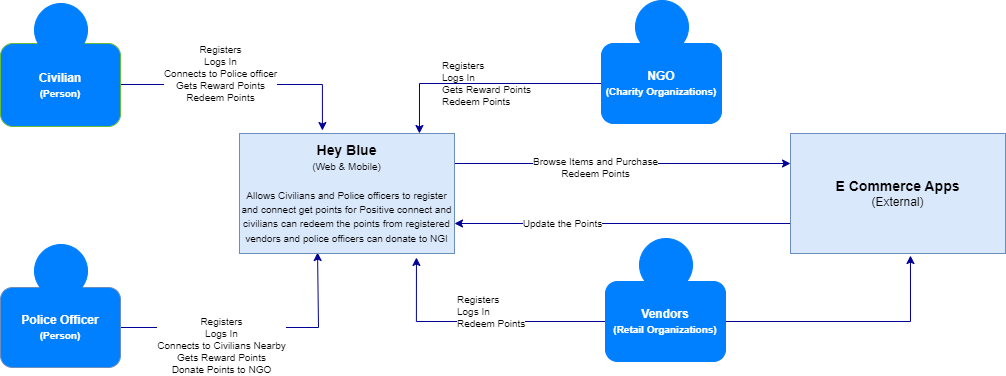 Civilian
(Person)
Registers
Logs In
Connects to Police officer
Gets Reward Points
Redeem Points
Registers
Logs In
Gets Reward Points
Redeem Points
NGO
(Charity Organizations)
Hey Blue
(Web & Mobile)
Allows Civilians and Police officers to register
and connect get points for Positive connect and
civilians can redeem the points from registered
vendors and police officers can donate to NGI
Browse Items and Purchase
Redeem Points
Update the Points
E Commerce Apps
(External)
Police Officer
(Person)
Registers
Logs In
Connects to Civilians Nearby
Gets Reward Points
Donate Points to NGO
Registers
Logs In
Redeem Points
Vendors
(Retail Organizations)